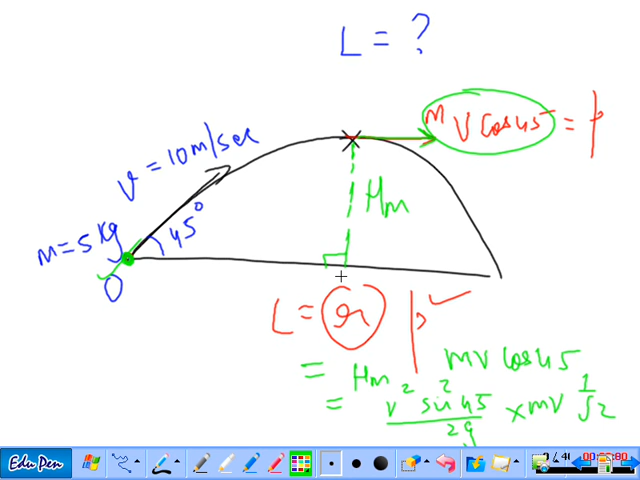 L = ?
m v cos 45 = p
v = 10 m/sec
Hm
45°
m = 5 kg
O
L = r p
= Hm mv cos 45
= v² sin² 45 / 2g × mv 1/√2
Edu Pen